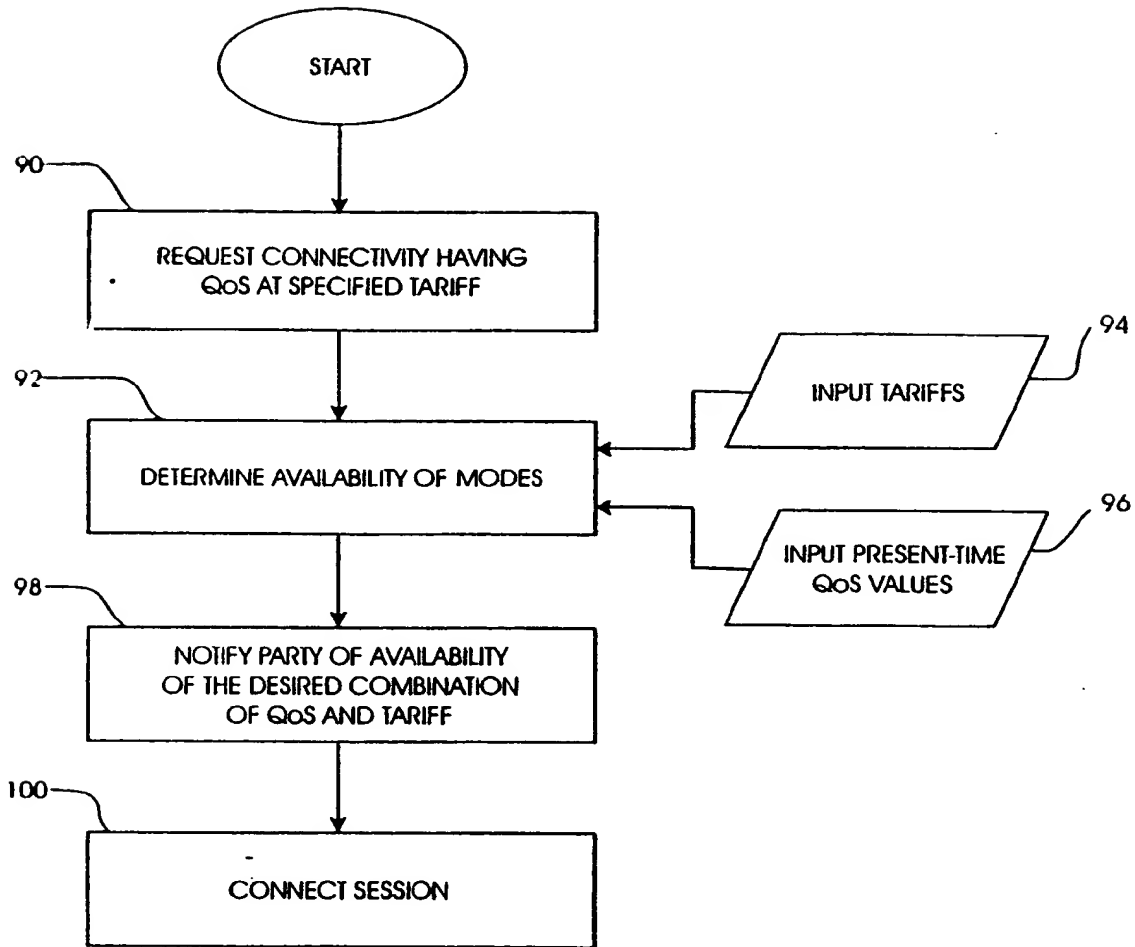 START
90
REQUEST CONNECTIVITY HAVING
QoS AT SPECIFIED TARIFF
92
DETERMINE AVAILABILITY OF MODES
94
INPUT TARIFFS
96
INPUT PRESENT-TIME
QoS VALUES
98
NOTIFY PARTY OF AVAILABILITY
OF THE DESIRED COMBINATION
OF QoS AND TARIFF
100
CONNECT SESSION